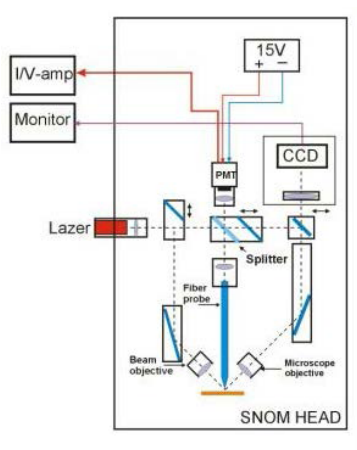 15V
+ −
I/V-amp
Monitor
CCD
PMT
Lazer
Splitter
Fiber
probe
Beam
objective
Microscope
objective
SNOM HEAD